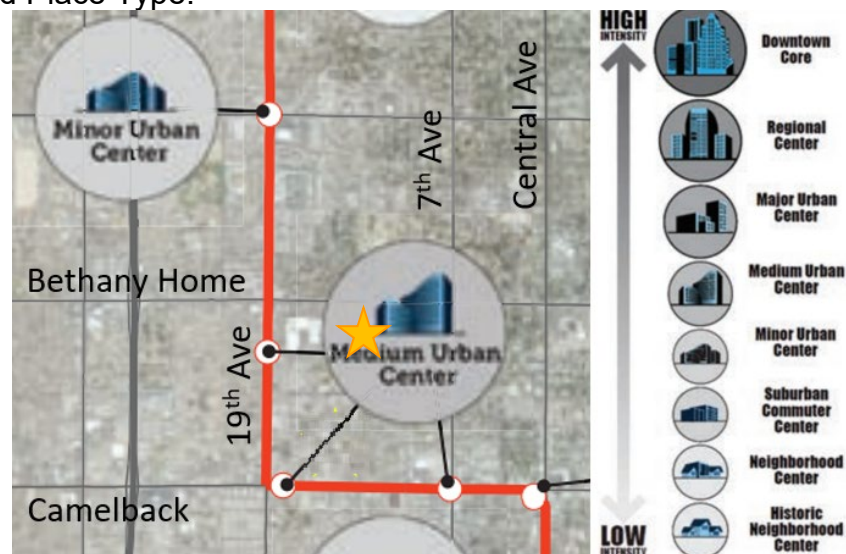 d Place Type.
Minor Urban
Center
7th Ave
Central Ave
Bethany Home
19th Ave
Medium Urban
Center
Camelback
HIGH
INTENSITY
Downtown
Core
Regional
Center
Major Urban
Center
Medium Urban
Center
Minor Urban
Center
Suburban
Commuter
Center
Neighborhood
Center
Historic
Neighborhood
Center
LOW
INTENSITY